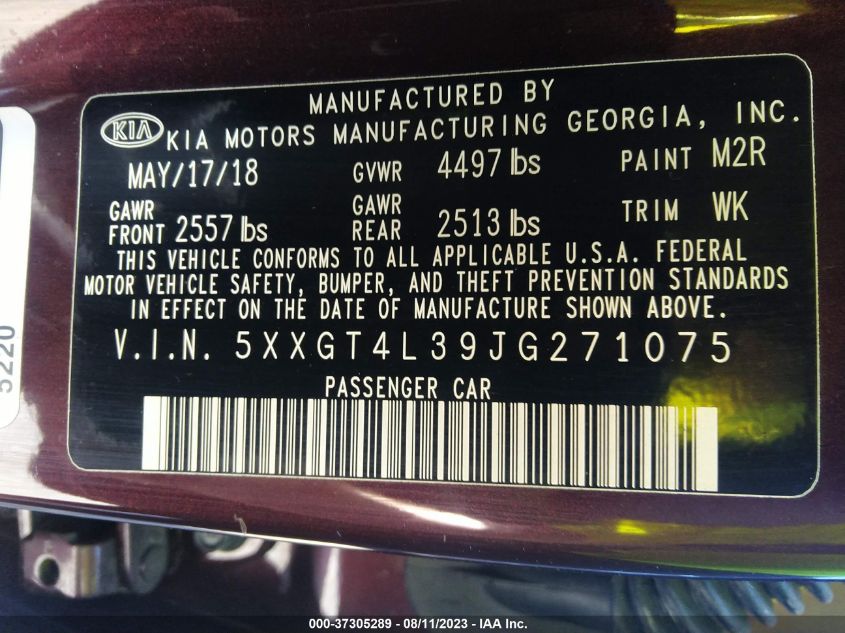 MANUFACTURED BY
KIA KIA MOTORS MANUFACTURING GEORGIA, INC.
MAY/17/18 GVWR 4497 lbs PAINT M2R
GAWR FRONT 2557 lbs GAWR REAR 2513 lbs TRIM WK
THIS VEHICLE CONFORMS TO ALL APPLICABLE U.S.A. FEDERAL
MOTOR VEHICLE SAFETY, BUMPER, AND THEFT PREVENTION STANDARDS
IN EFFECT ON THE DATE OF MANUFACTURE SHOWN ABOVE.
V.I.N. 5XXGT4L39JG271075
PASSENGER CAR
5220
000-37305289 - 08/11/2023 - IAA Inc.